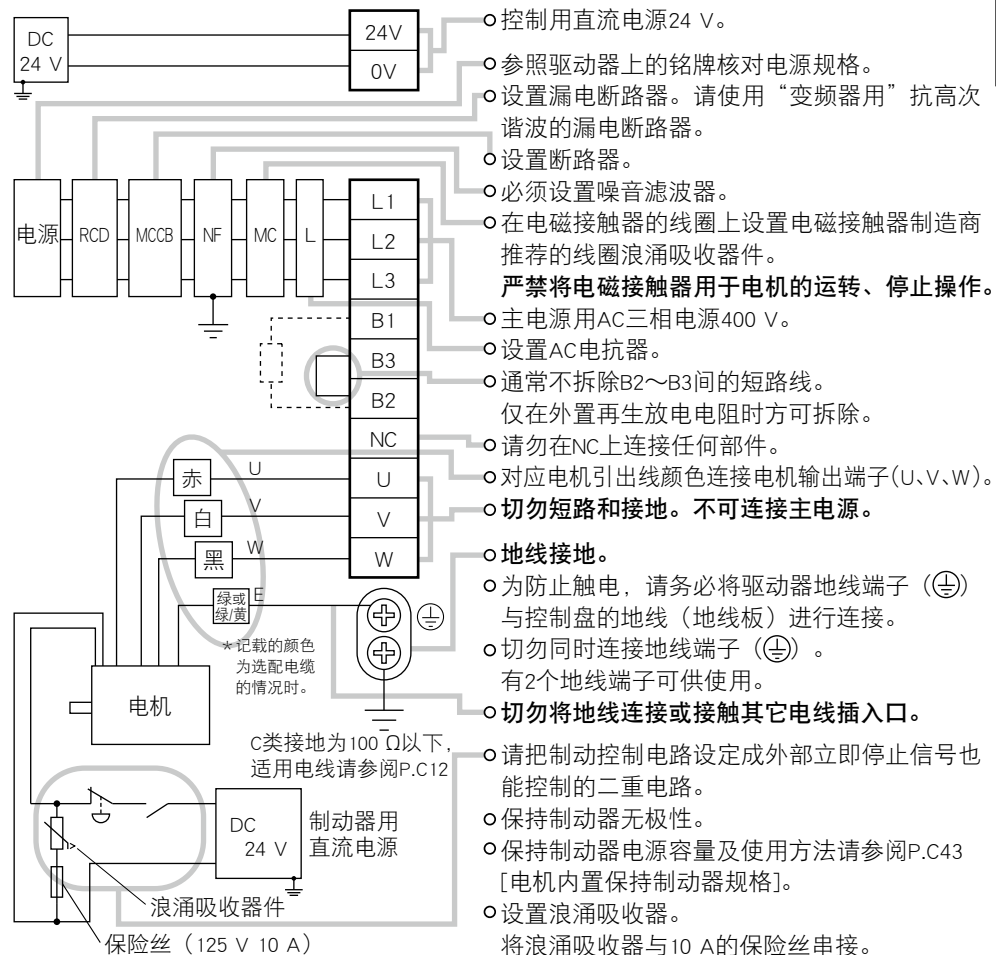 DC
24 V
24V
0V
控制用直流电源24 V。
参照驱动器上的铭牌核对电源规格。
设置漏电断路器。请使用“变频器用”抗高次
谐波的漏电断路器。
设置断路器。
必须设置噪音滤波器。
在电磁接触器的线圈上设置电磁接触器制造商
推荐的线圈浪涌吸收器件。
严禁将电磁接触器用于电机的运转、停止操作。
主电源用AC三相电源400 V。
设置AC电抗器。
通常不拆除B2～B3间的短路线。
仅在外置再生放电电阻时方可拆除。
请勿在NC上连接任何部件。
对应电机引出线颜色连接电机输出端子(U、V、W)。
切勿短路和接地。不可连接主电源。
地线接地。
为防止触电，请务必将驱动器地线端子（⏚）
与控制盘的地线（地线板）进行连接。
切勿同时连接地线端子（⏚）。
有2个地线端子可供使用。
切勿将地线连接或接触其它电线插入口。
请把制动控制电路设定成外部立即停止信号也
能控制的二重电路。
保持制动器无极性。
保持制动器电源容量及使用方法请参阅P.C43
[电机内置保持制动器规格]。
设置浪涌吸收器。
将浪涌吸收器与10 A的保险丝串接。
电源
RCD
MCCB
NF
MC
L
L1
L2
L3
B1
B3
B2
NC
U
V
W
赤
U
白
V
黑
W
绿或
绿/黄
E
*记载的颜色
为选配电缆
的情况时。
电机
C类接地为100 Ω以下，
适用电线请参阅P.C12
DC
24 V
制动器用
直流电源
浪涌吸收器件
保险丝（125 V 10 A）